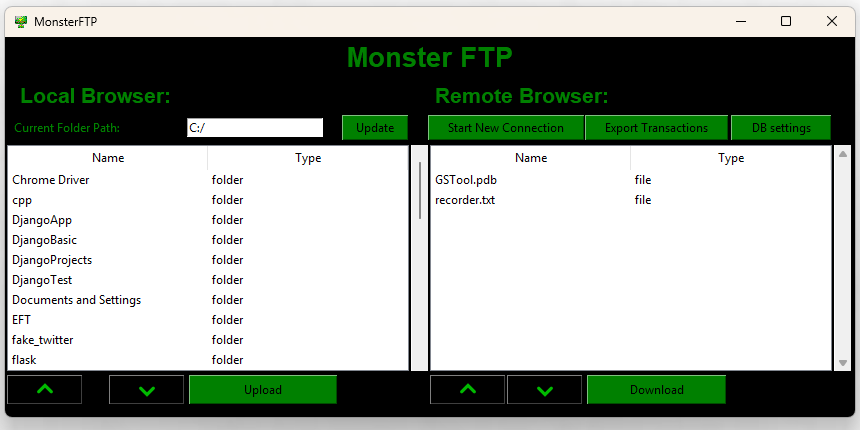 MonsterFTP
Monster FTP
Local Browser:
Remote Browser:
Current Folder Path: C:/ Update
Start New Connection Export Transactions DB settings
Name Type
Chrome Driver folder
cpp folder
DjangoApp folder
DjangoBasic folder
DjangoProjects folder
DjangoTest folder
Documents and Settings folder
EFT folder
fake_twitter folder
flask folder
Upload
Name Type
GSTool.pdb file
recorder.txt file
Download